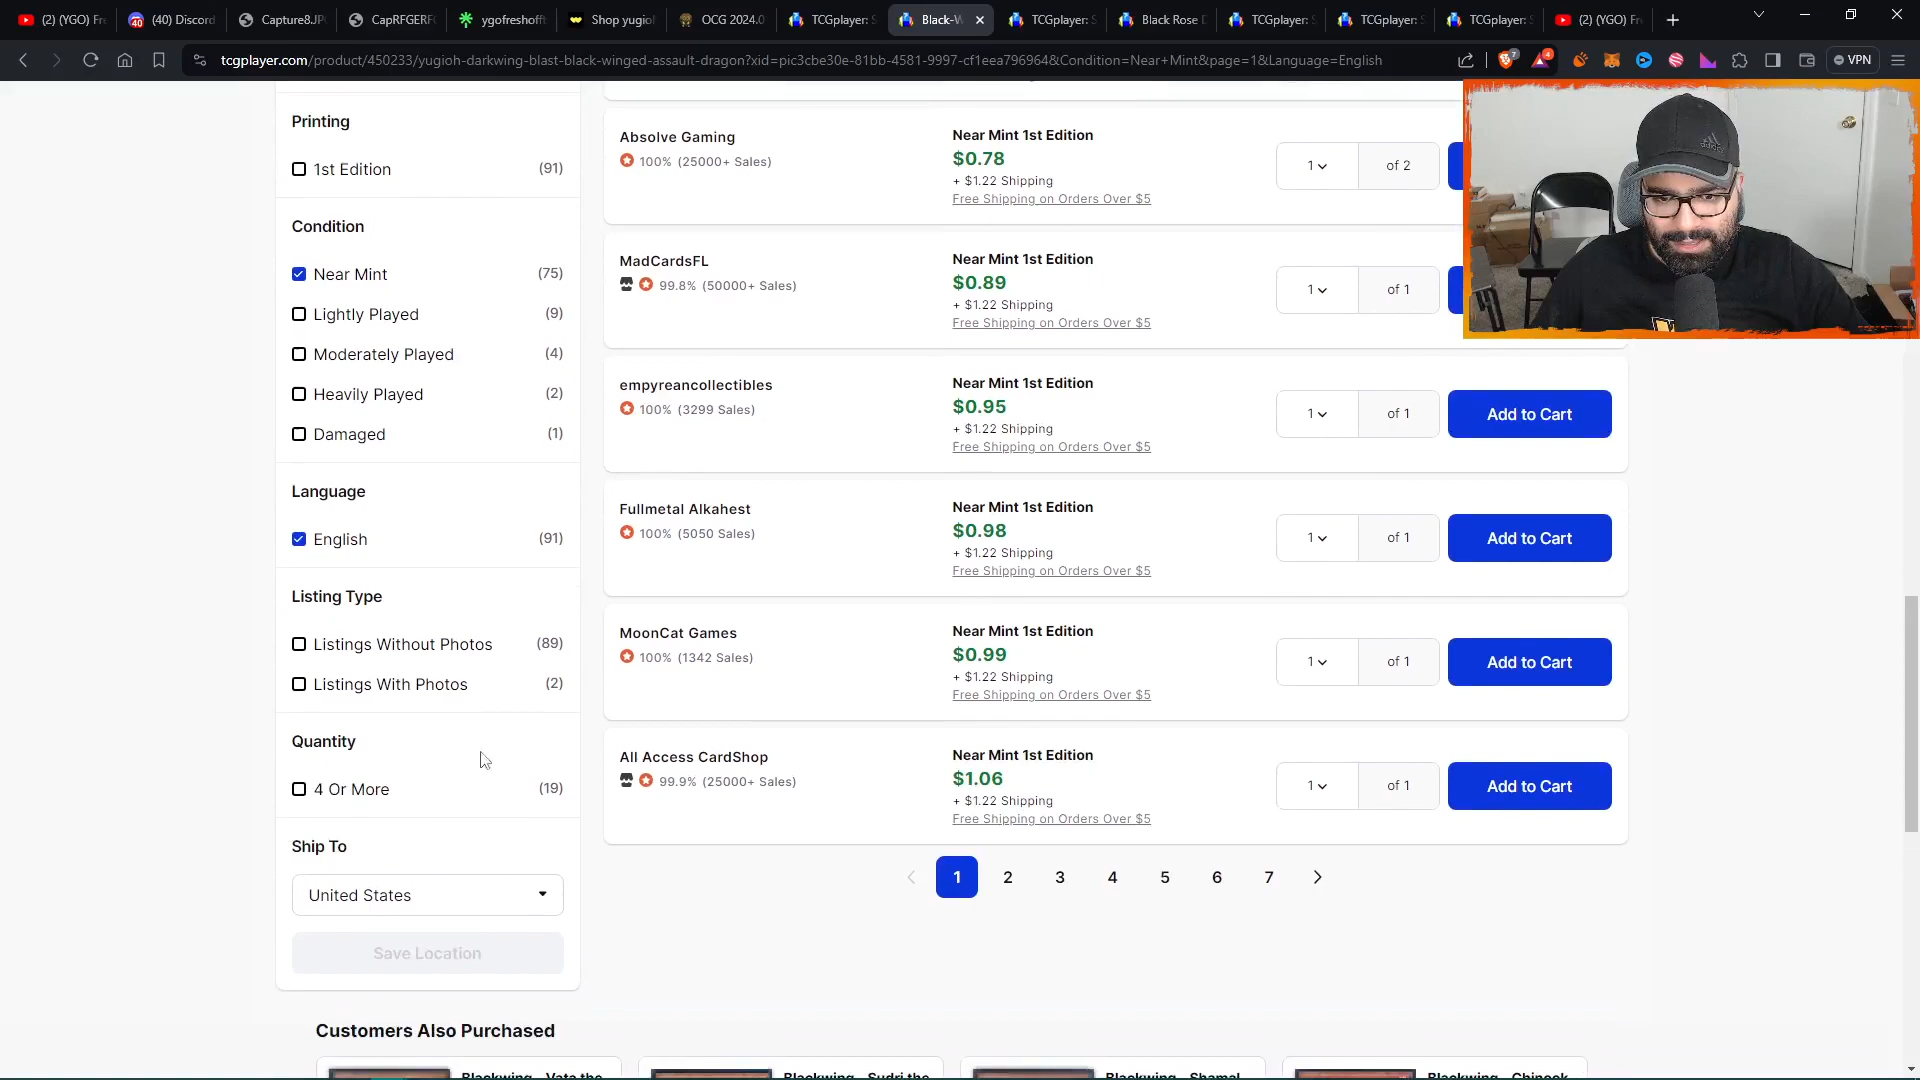 (2) (YGO) Fr
(40) Discord
Capture8.JP
CapRFGERF
ygofreshofft
Shop yugio
OCG 2024.0
TCGplayer: S
Black-W
TCGplayer: S
Black Rose D
TCGplayer: S
TCGplayer: S
TCGplayer: S
(2) (YGO) Fr
tcgplayer.com/product/450233/yugioh-darkwing-blast-black-winged-assault-dragon?xid=pic3cbe30e-81bb-4581-9997-cf1eea796964&Condition=Near+Mint&page=1&Language=English
VPN
Printing
1st Edition (91)
Condition
Near Mint (75)
Lightly Played (9)
Moderately Played (4)
Heavily Played (2)
Damaged (1)
Language
English (91)
Listing Type
Listings Without Photos (89)
Listings With Photos (2)
Quantity
4 Or More (19)
Ship To
United States
Save Location
Absolve Gaming
100% (25000+ Sales)
Near Mint 1st Edition
$0.78
+ $1.22 Shipping
Free Shipping on Orders Over $5
1 of 2
MadCardsFL
99.8% (50000+ Sales)
Near Mint 1st Edition
$0.89
+ $1.22 Shipping
Free Shipping on Orders Over $5
1 of 1
empyreancollectibles
100% (3299 Sales)
Near Mint 1st Edition
$0.95
+ $1.22 Shipping
Free Shipping on Orders Over $5
1 of 1
Add to Cart
Fullmetal Alkahest
100% (5050 Sales)
Near Mint 1st Edition
$0.98
+ $1.22 Shipping
Free Shipping on Orders Over $5
1 of 1
Add to Cart
MoonCat Games
100% (1342 Sales)
Near Mint 1st Edition
$0.99
+ $1.22 Shipping
Free Shipping on Orders Over $5
1 of 1
Add to Cart
All Access CardShop
99.9% (25000+ Sales)
Near Mint 1st Edition
$1.06
+ $1.22 Shipping
Free Shipping on Orders Over $5
1 of 1
Add to Cart
1 2 3 4 5 6 7
Customers Also Purchased
Blackwing - Vata the
Blackwing - Sudri the
Blackwing - Shamal
Blackwing - Chinook